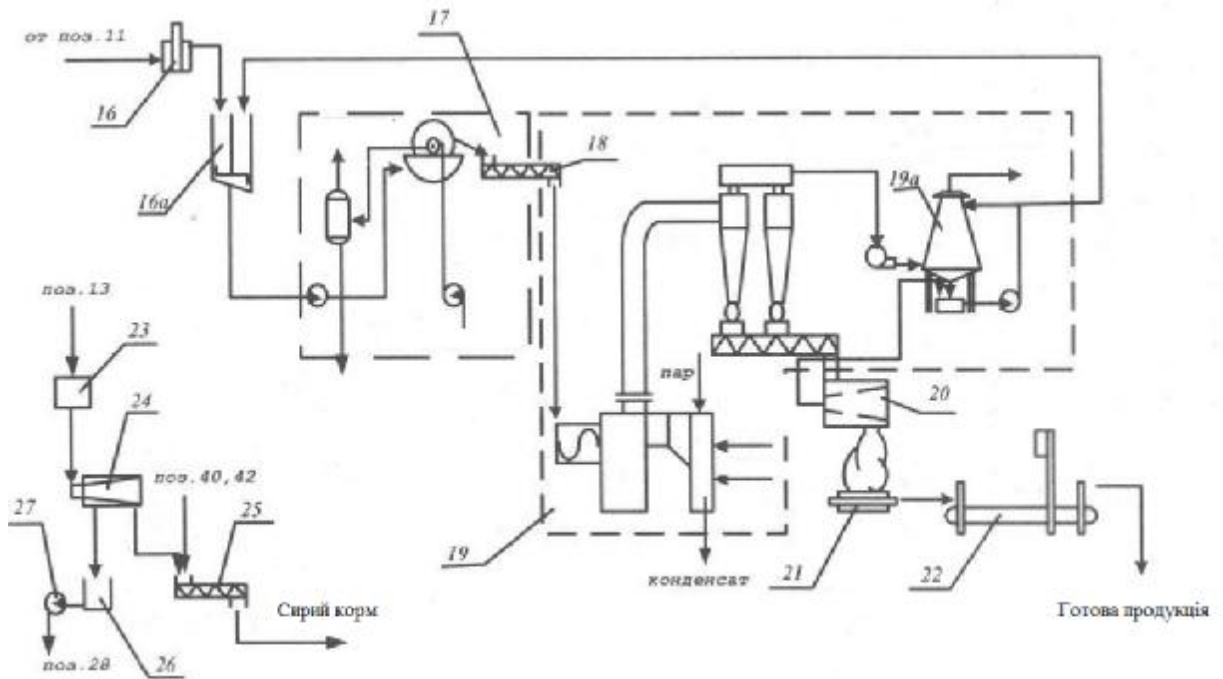 17
от поз.11
16
18
19а
16а
поз.13
23
пар
20
24
поз.40,42
25
27
19
21
22
конденсат
Сирий корм
Готова продукція
поз.28
26